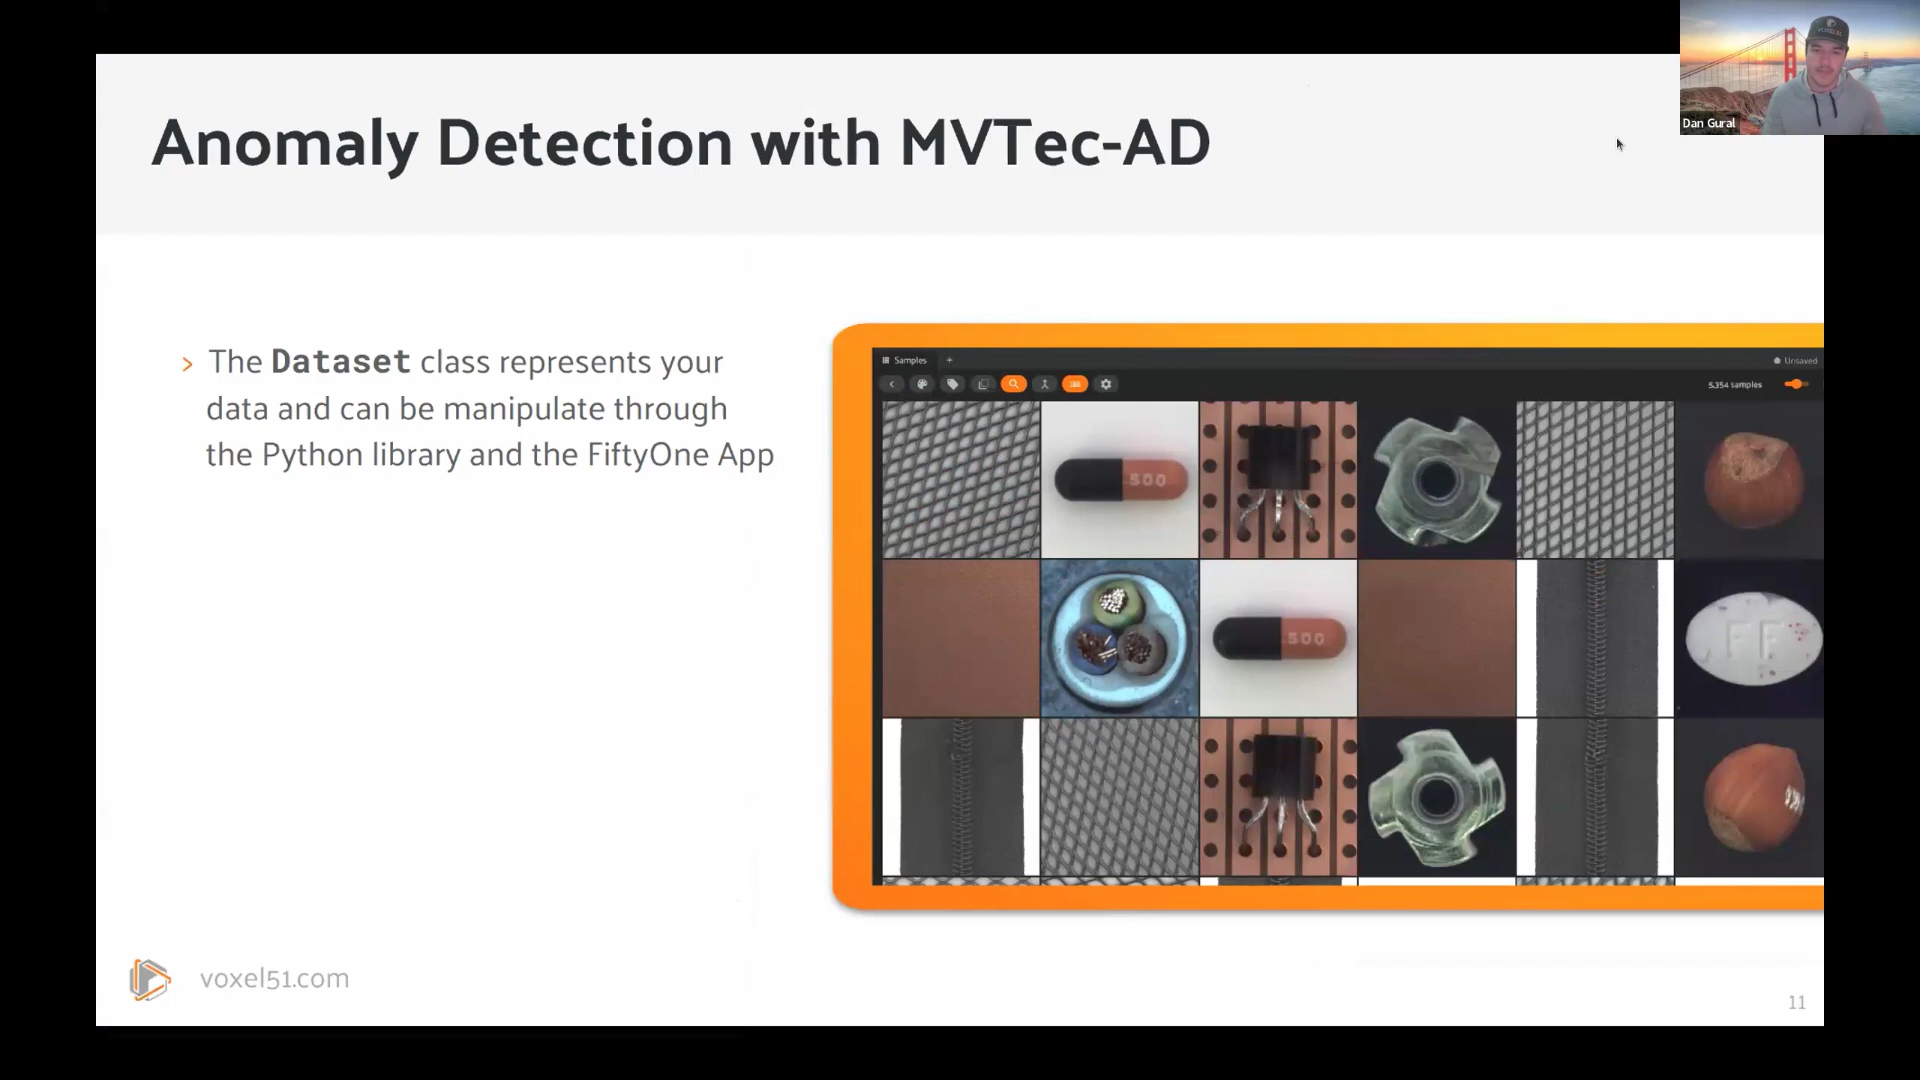 Dan Gural
Anomaly Detection with MVTec-AD
> The Dataset class represents your
data and can be manipulate through
the Python library and the FiftyOne App
Samples +
Unsaved
5,354 samples
500
500
FF
voxel51.com
11